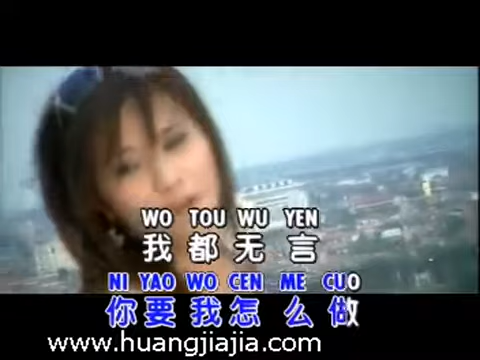 WO TOU WU YEN
我都无言
NI YAO WO CEN ME CUO
你要我怎么做
www.huangjiajia.com